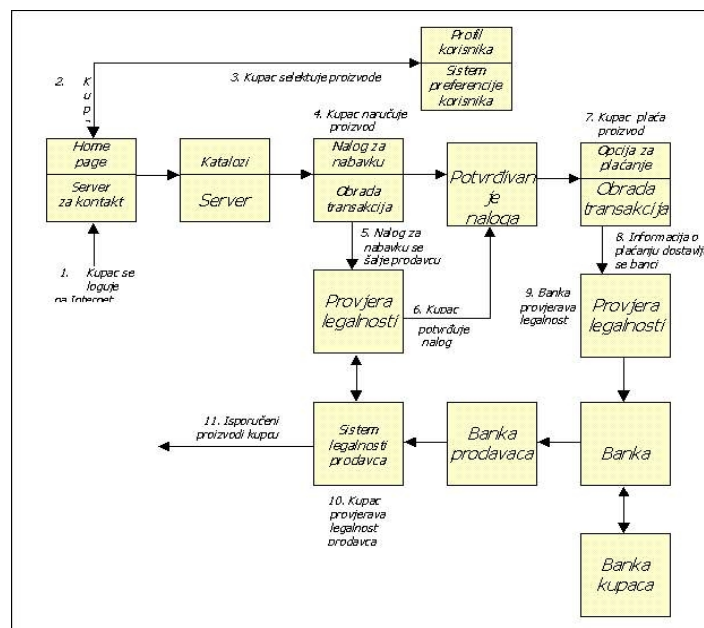 Profil
korisnika
Sistem
preferencije
korisnika
2.
K
u
p
3. Kupac selektuje proizvode
4. Kupac naručuje
proizvod
7. Kupac plaća
proizvod
Home
page
Server
za kontakt
Katalozi
Server
Nalog za
nabavku
Obrada
transakcija
Potvrđivan
je
naloga
Opcija za
plaćanje
Obrada
transakcija
1. Kupac se
loguje
na Internet
5. Nalog za
nabavku se
šalje prodavcu
8. Informacija o
plaćanju dostavlja
se banci
Provjera
legalnosti
6. Kupac
potvrđuje
nalog
9. Banka
provjerava
legalnost
Provjera
legalnosti
11. Isporučeni
proizvodi kupcu
Sistem
legalnosti
prodavca
Banka
prodavaca
Banka
10. Kupac
provjerava
legalnost
prodavca
Banka
kupaca